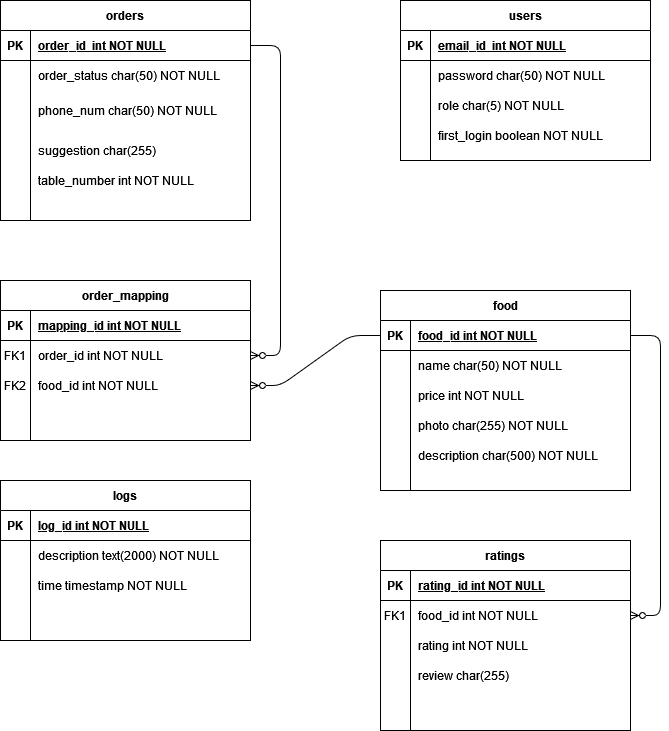 orders
PK order_id int NOT NULL
order_status char(50) NOT NULL
phone_num char(50) NOT NULL
suggestion char(255)
table_number int NOT NULL
users
PK email_id int NOT NULL
password char(50) NOT NULL
role char(5) NOT NULL
first_login boolean NOT NULL
order_mapping
PK mapping_id int NOT NULL
FK1 order_id int NOT NULL
FK2 food_id int NOT NULL
food
PK food_id int NOT NULL
name char(50) NOT NULL
price int NOT NULL
photo char(255) NOT NULL
description char(500) NOT NULL
logs
PK log_id int NOT NULL
description text(2000) NOT NULL
time timestamp NOT NULL
ratings
PK rating_id int NOT NULL
FK1 food_id int NOT NULL
rating int NOT NULL
review char(255)